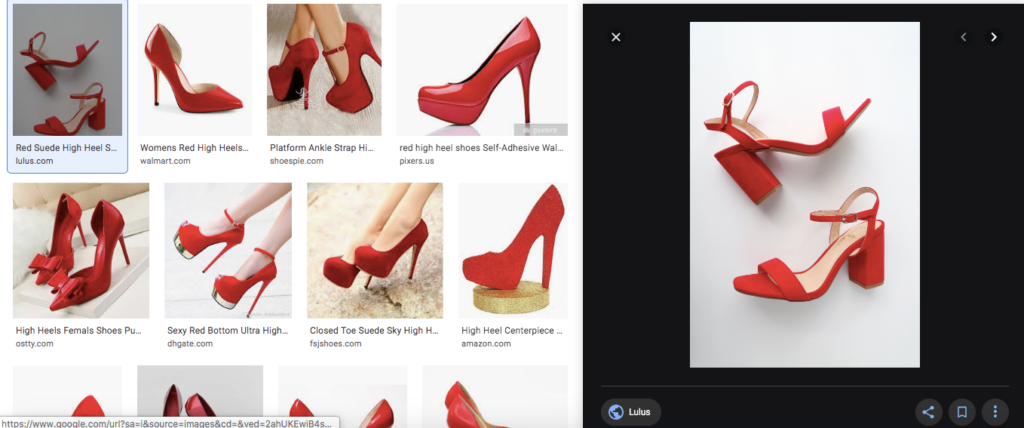 pixers
Red Suede High Heel S...
lulus.com
Womens Red High Heels...
walmart.com
Platform Ankle Strap Hi...
shoespie.com
red high heel shoes Self-Adhesive Wal...
pixers.us
High Heels Femals Shoes Pu...
ostty.com
Sexy Red Bottom Ultra High...
dhgate.com
Closed Toe Suede Sky High H...
fsjshoes.com
High Heel Centerpiece ...
amazon.com
Lulus
https://www.google.com/url?sa=i&source=images&cd=&ved=2ahUKEwiB4s...